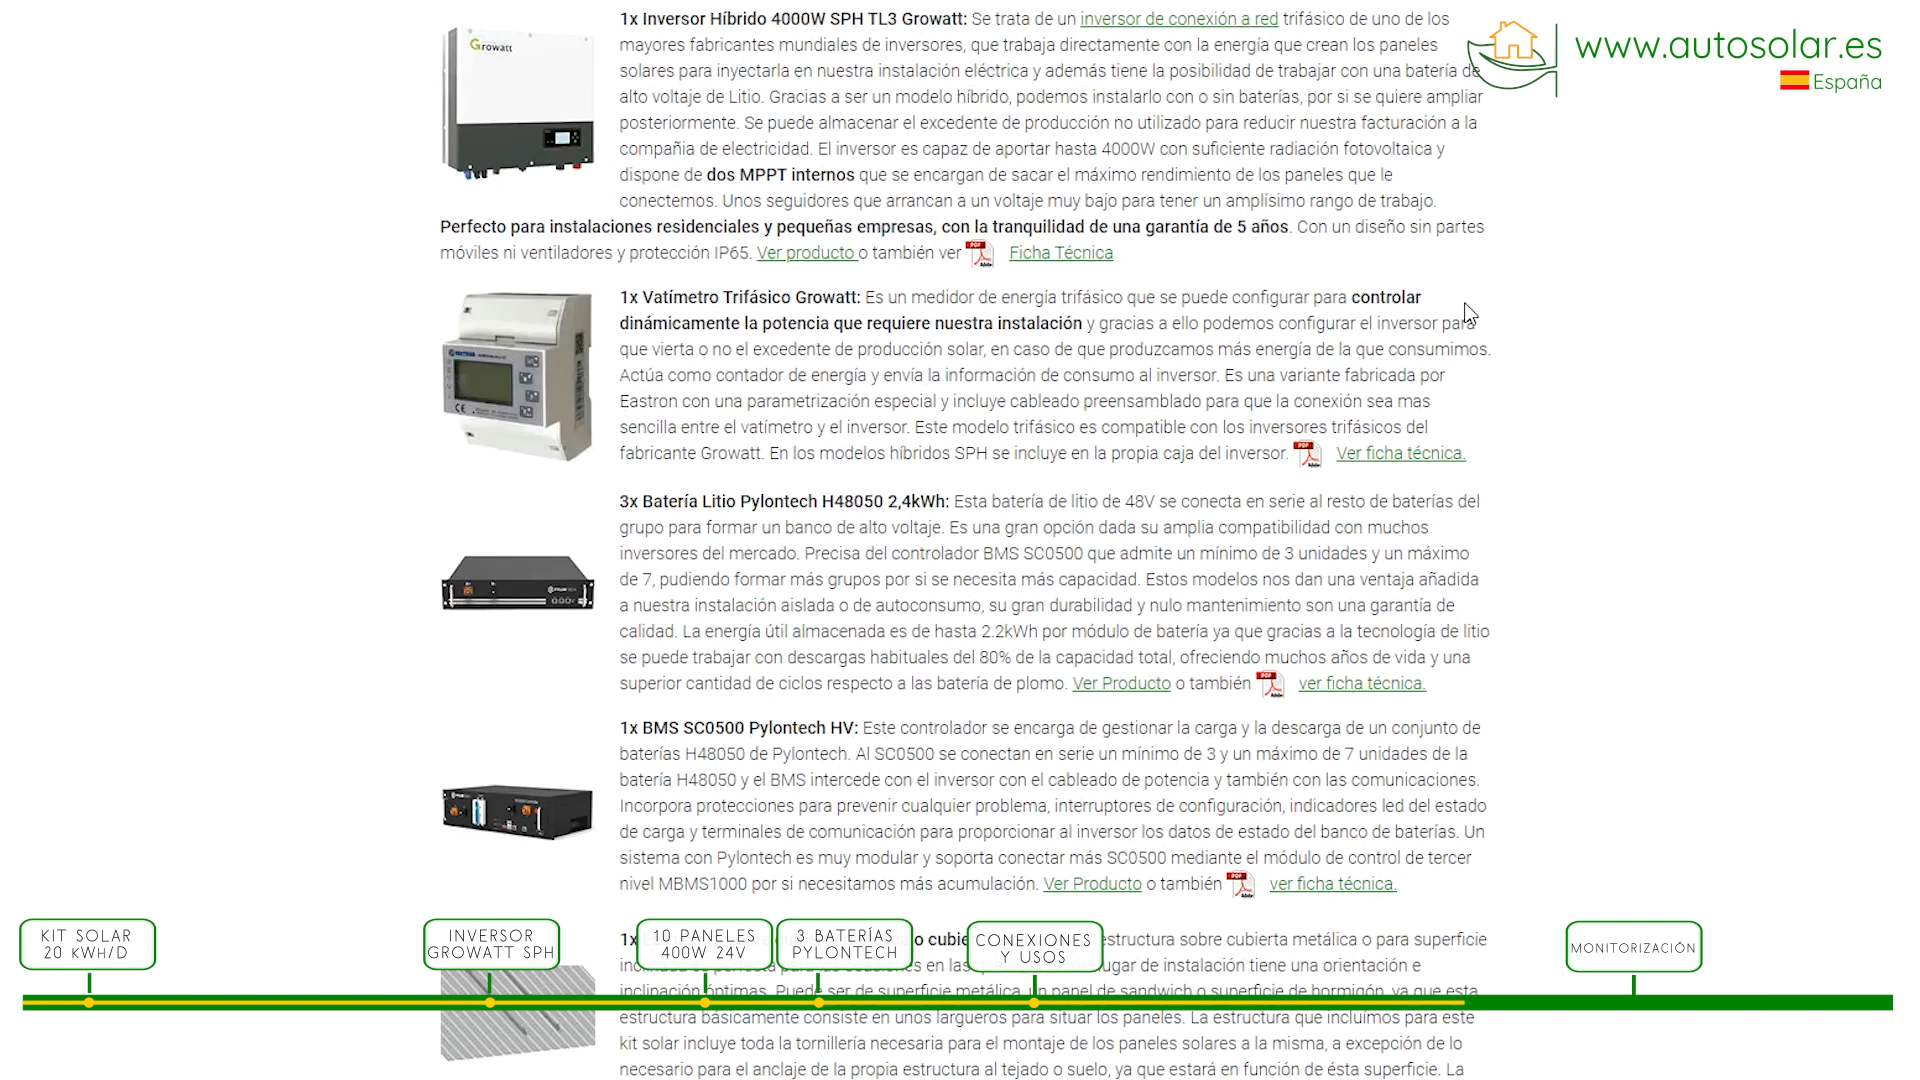 Growatt
1x Inversor Híbrido 4000W SPH TL3 Growatt: Se trata de un inversor de conexión a red trifásico de uno de los
mayores fabricantes mundiales de inversores, que trabaja directamente con la energía que crean los paneles
solares para inyectarla en nuestra instalación eléctrica y además tiene la posibilidad de trabajar con una batería de
alto voltaje de Litio. Gracias a ser un modelo híbrido, podemos instalarlo con o sin baterías, por si se quiere ampliar
posteriormente. Se puede almacenar el excedente de producción no utilizado para reducir nuestra facturación a la
compañia de electricidad. El inversor es capaz de aportar hasta 4000W con suficiente radiación fotovoltaica y
dispone de dos MPPT internos que se encargan de sacar el máximo rendimiento de los paneles que le
conectemos. Unos seguidores que arrancan a un voltaje muy bajo para tener un amplísimo rango de trabajo.
Perfecto para instalaciones residenciales y pequeñas empresas, con la tranquilidad de una garantía de 5 años. Con un diseño sin partes
móviles ni ventiladores y protección IP65. Ver producto o también ver Ficha Técnica
www.autosolar.es
España
1x Vatímetro Trifásico Growatt: Es un medidor de energía trifásico que se puede configurar para controlar
dinámicamente la potencia que requiere nuestra instalación y gracias a ello podemos configurar el inversor para
que vierta o no el excedente de producción solar, en caso de que produzcamos más energía de la que consumimos.
Actúa como contador de energía y envía la información de consumo al inversor. Es una variante fabricada por
Eastron con una parametrización especial y incluye cableado preensamblado para que la conexión sea mas
sencilla entre el vatímetro y el inversor. Este modelo trifásico es compatible con los inversores trifásicos del
fabricante Growatt. En los modelos híbridos SPH se incluye en la propia caja del inversor. Ver ficha técnica.
3x Batería Litio Pylontech H48050 2,4kWh: Esta batería de litio de 48V se conecta en serie al resto de baterías del
grupo para formar un banco de alto voltaje. Es una gran opción dada su amplia compatibilidad con muchos
inversores del mercado. Precisa del controlador BMS SC0500 que admite un mínimo de 3 unidades y un máximo
de 7, pudiendo formar más grupos por si se necesita más capacidad. Estos modelos nos dan una ventaja añadida
a nuestra instalación aislada o de autoconsumo, su gran durabilidad y nulo mantenimiento son una garantía de
calidad. La energía útil almacenada es de hasta 2.2kWh por módulo de batería ya que gracias a la tecnología de litio
se puede trabajar con descargas habituales del 80% de la capacidad total, ofreciendo muchos años de vida y una
superior cantidad de ciclos respecto a las batería de plomo. Ver Producto o también ver ficha técnica.
1x BMS SC0500 Pylontech HV: Este controlador se encarga de gestionar la carga y la descarga de un conjunto de
baterías H48050 de Pylontech. Al SC0500 se conectan en serie un mínimo de 3 y un máximo de 7 unidades de la
batería H48050 y el BMS intercede con el inversor con el cableado de potencia y también con las comunicaciones.
Incorpora protecciones para prevenir cualquier problema, interruptores de configuración, indicadores led del estado
de carga y terminales de comunicación para proporcionar al inversor los datos de estado del banco de baterías. Un
sistema con Pylontech es muy modular y soporta conectar más SC0500 mediante el módulo de control de tercer
nivel MBMS1000 por si necesitamos más acumulación. Ver Producto o también ver ficha técnica.
1x o cubie estructura sobre cubierta metálica o para superficie
en las lugar de instalación tiene una orientación e
inclinación óptimas. Puede ser de superficie metálica, un panel de sandwich o superficie de hormigón, ya que esta
estructura básicamente consiste en unos largueros para situar los paneles. La estructura que incluímos para este
kit solar incluye toda la tornillería necesaria para el montaje de los paneles solares a la misma, a excepción de lo
necesario para el anclaje de la propia estructura al tejado o suelo, ya que estará en función de ésta superficie. La
KIT SOLAR
20 KWH/D
INVERSOR
GROWATT SPH
10 PANELES
400W 24V
3 BATERÍAS
PYLONTECH
CONEXIONES
Y USOS
MONITORIZACIÓN